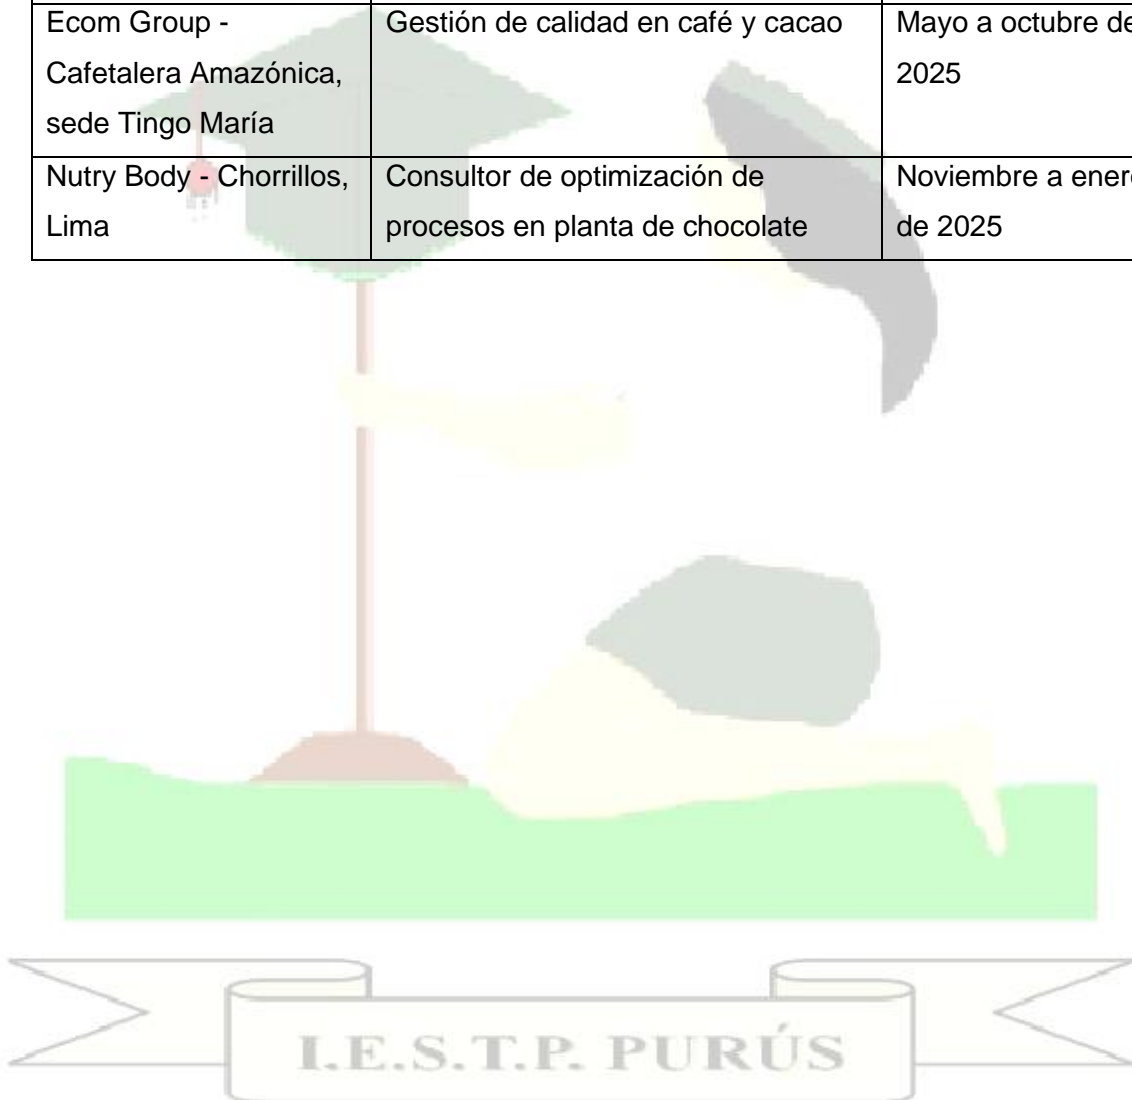 Ecom Group -
Cafetalera Amazónica,
sede Tingo María
Gestión de calidad en café y cacao
Mayo a octubre de
2025
Nutry Body - Chorrillos,
Lima
Consultor de optimización de
procesos en planta de chocolate
Noviembre a enero
de 2025
I.E.S.T.P. PURÚS